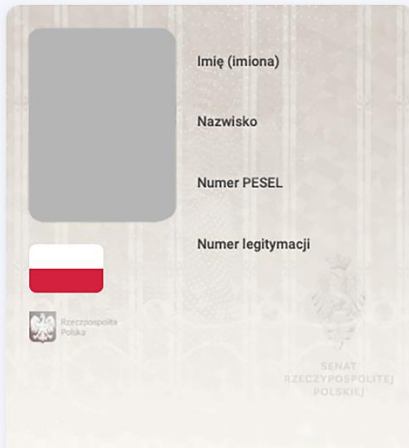 Imię (imiona)
Nazwisko
Numer PESEL
Numer legitymacji
Rzeczpospolita
Polska
SENAT
RZECZYPOSPOLITEJ
POLSKIEJ